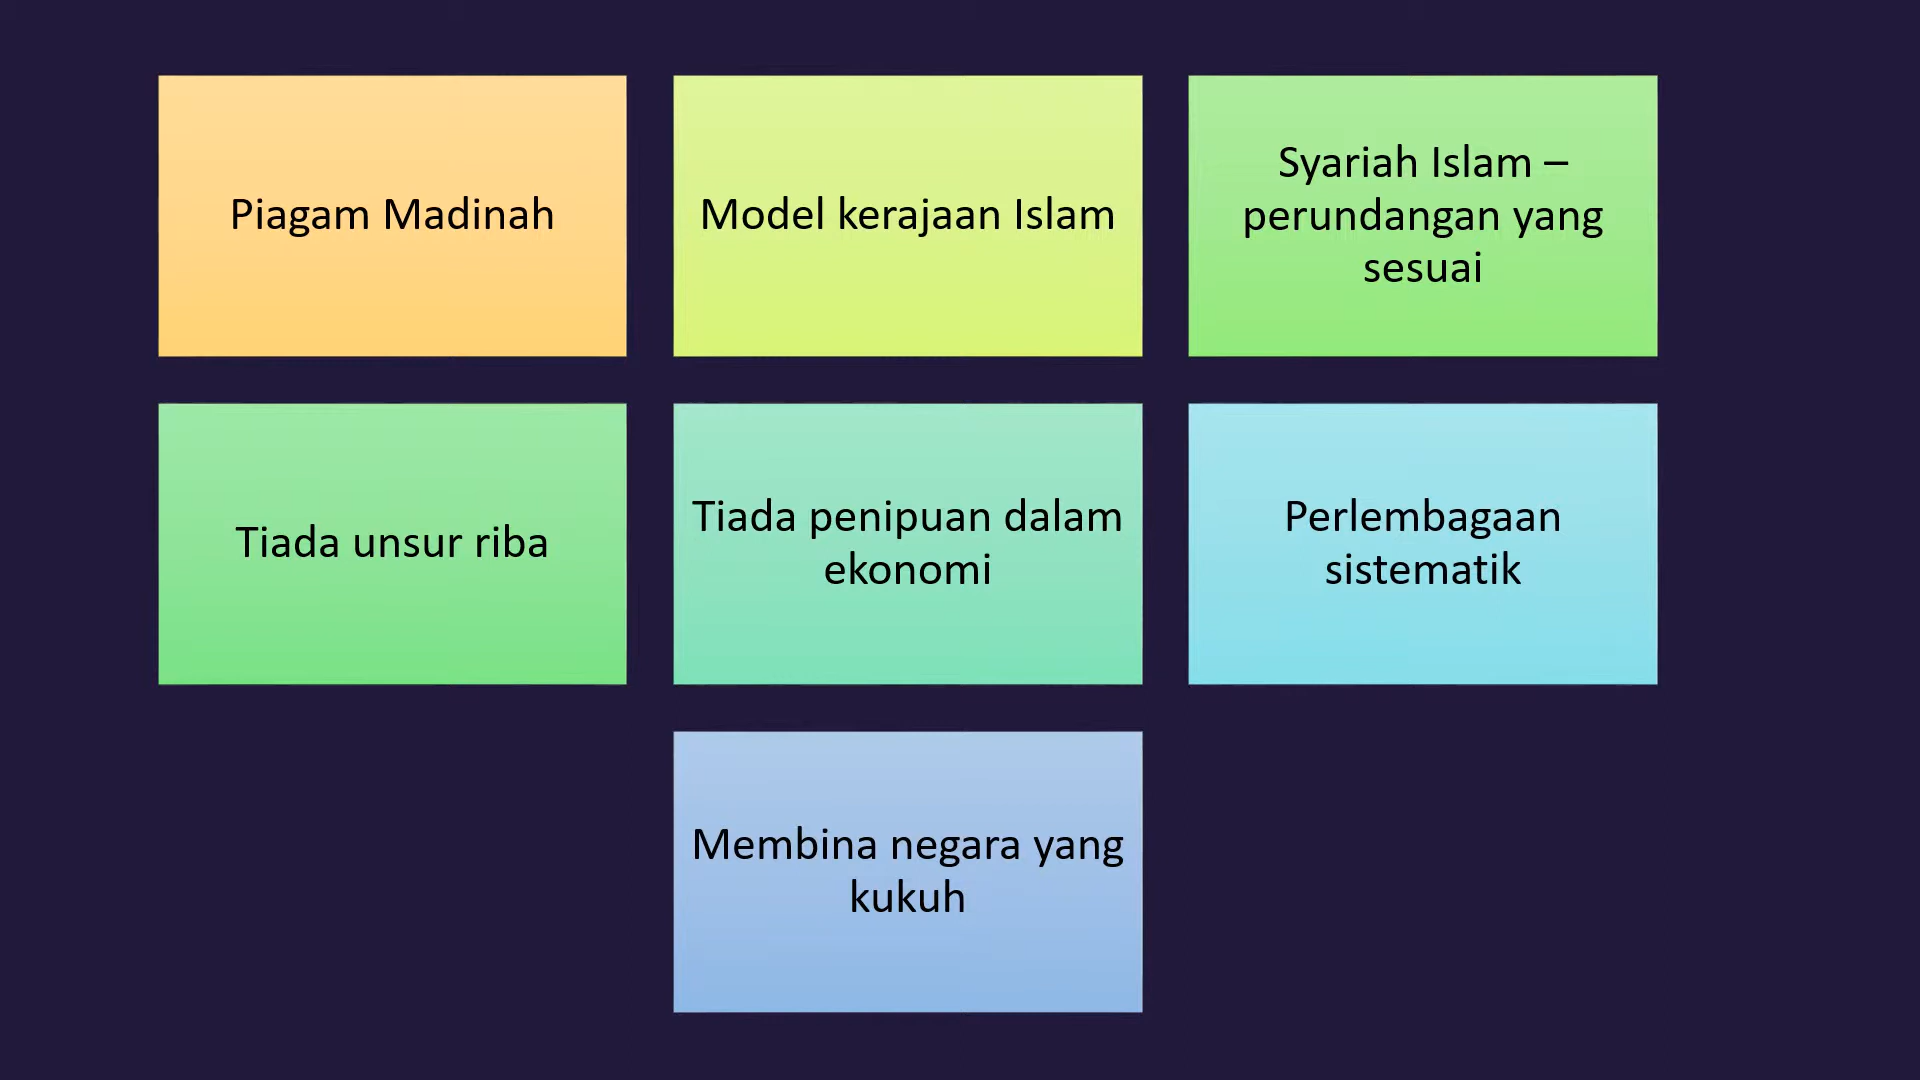 Piagam Madinah
Model kerajaan Islam
Syariah Islam –
perundangan yang
sesuai
Tiada unsur riba
Tiada penipuan dalam
ekonomi
Perlembagaan
sistematik
Membina negara yang
kukuh